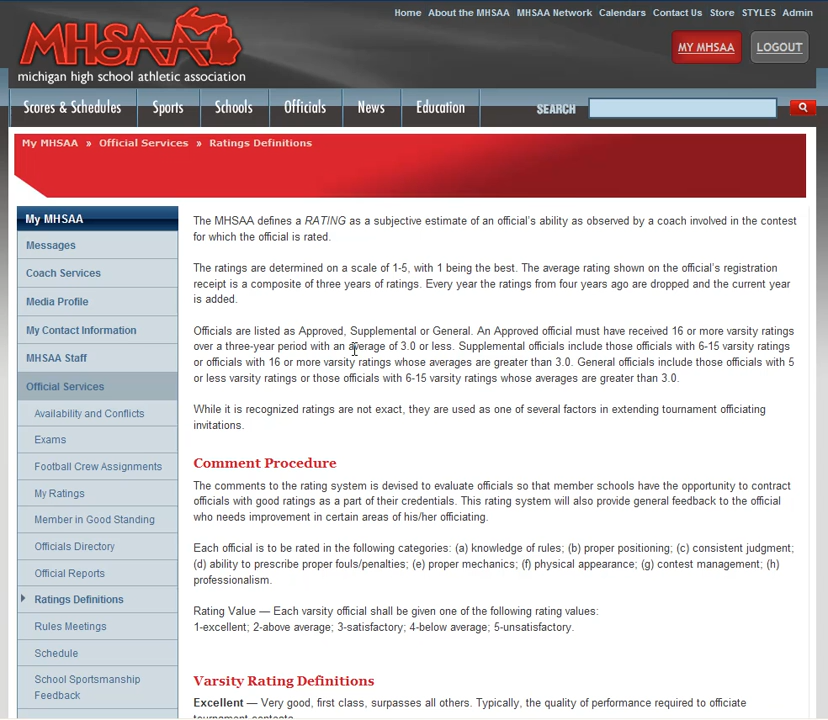 Home About the MHSAA MHSAA Network Calendars Contact Us Store STYLES Admin
MHSAA
michigan high school athletic association
MY MHSAA LOGOUT
Scores & Schedules Sports Schools Officials News Education SEARCH
My MHSAA » Official Services » Ratings Definitions
My MHSAA
Messages
Coach Services
Media Profile
My Contact Information
MHSAA Staff
Official Services
Availability and Conflicts
Exams
Football Crew Assignments
My Ratings
Member in Good Standing
Officials Directory
Official Reports
Ratings Definitions
Rules Meetings
Schedule
School Sportsmanship
Feedback
The MHSAA defines a RATING as a subjective estimate of an official's ability as observed by a coach involved in the contest
for which the official is rated.
The ratings are determined on a scale of 1-5, with 1 being the best. The average rating shown on the official's registration
receipt is a composite of three years of ratings. Every year the ratings from four years ago are dropped and the current year
is added.
Officials are listed as Approved, Supplemental or General. An Approved official must have received 16 or more varsity ratings
over a three-year period with an average of 3.0 or less. Supplemental officials include those officials with 6-15 varsity ratings
or officials with 16 or more varsity ratings whose averages are greater than 3.0. General officials include those officials with 5
or less varsity ratings or those officials with 6-15 varsity ratings whose averages are greater than 3.0.
While it is recognized ratings are not exact, they are used as one of several factors in extending tournament officiating
invitations.
Comment Procedure
The comments to the rating system is devised to evaluate officials so that member schools have the opportunity to contract
officials with good ratings as a part of their credentials. This rating system will also provide general feedback to the official
who needs improvement in certain areas of his/her officiating.
Each official is to be rated in the following categories: (a) knowledge of rules; (b) proper positioning; (c) consistent judgment;
(d) ability to prescribe proper fouls/penalties; (e) proper mechanics; (f) physical appearance; (g) contest management; (h)
professionalism.
Rating Value — Each varsity official shall be given one of the following rating values:
1-excellent; 2-above average; 3-satisfactory; 4-below average; 5-unsatisfactory.
Varsity Rating Definitions
Excellent — Very good, first class, surpasses all others. Typically, the quality of performance required to officiate
tournament contests.